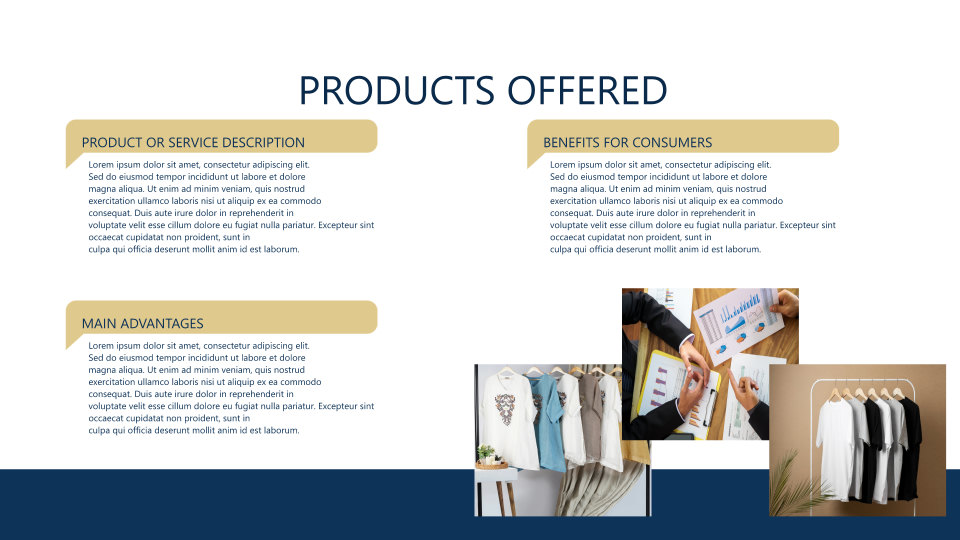 PRODUCTS OFFERED
PRODUCT OR SERVICE DESCRIPTION
Lorem ipsum dolor sit amet, consectetur adipiscing elit.
Sed do eiusmod tempor incididunt ut labore et dolore
magna aliqua. Ut enim ad minim veniam, quis nostrud
exercitation ullamco laboris nisi ut aliquip ex ea commodo
consequat. Duis aute irure dolor in reprehenderit in
voluptate velit esse cillum dolore eu fugiat nulla pariatur. Excepteur sint
occaecat cupidatat non proident, sunt in
culpa qui officia deserunt mollit anim id est laborum.
BENEFITS FOR CONSUMERS
Lorem ipsum dolor sit amet, consectetur adipiscing elit.
Sed do eiusmod tempor incididunt ut labore et dolore
magna aliqua. Ut enim ad minim veniam, quis nostrud
exercitation ullamco laboris nisi ut aliquip ex ea commodo
consequat. Duis aute irure dolor in reprehenderit in
voluptate velit esse cillum dolore eu fugiat nulla pariatur. Excepteur sint
occaecat cupidatat non proident, sunt in
culpa qui officia deserunt mollit anim id est laborum.
MAIN ADVANTAGES
Lorem ipsum dolor sit amet, consectetur adipiscing elit.
Sed do eiusmod tempor incididunt ut labore et dolore
magna aliqua. Ut enim ad minim veniam, quis nostrud
exercitation ullamco laboris nisi ut aliquip ex ea commodo
consequat. Duis aute irure dolor in reprehenderit in
voluptate velit esse cillum dolore eu fugiat nulla pariatur. Excepteur sint
occaecat cupidatat non proident, sunt in
culpa qui officia deserunt mollit anim id est laborum.